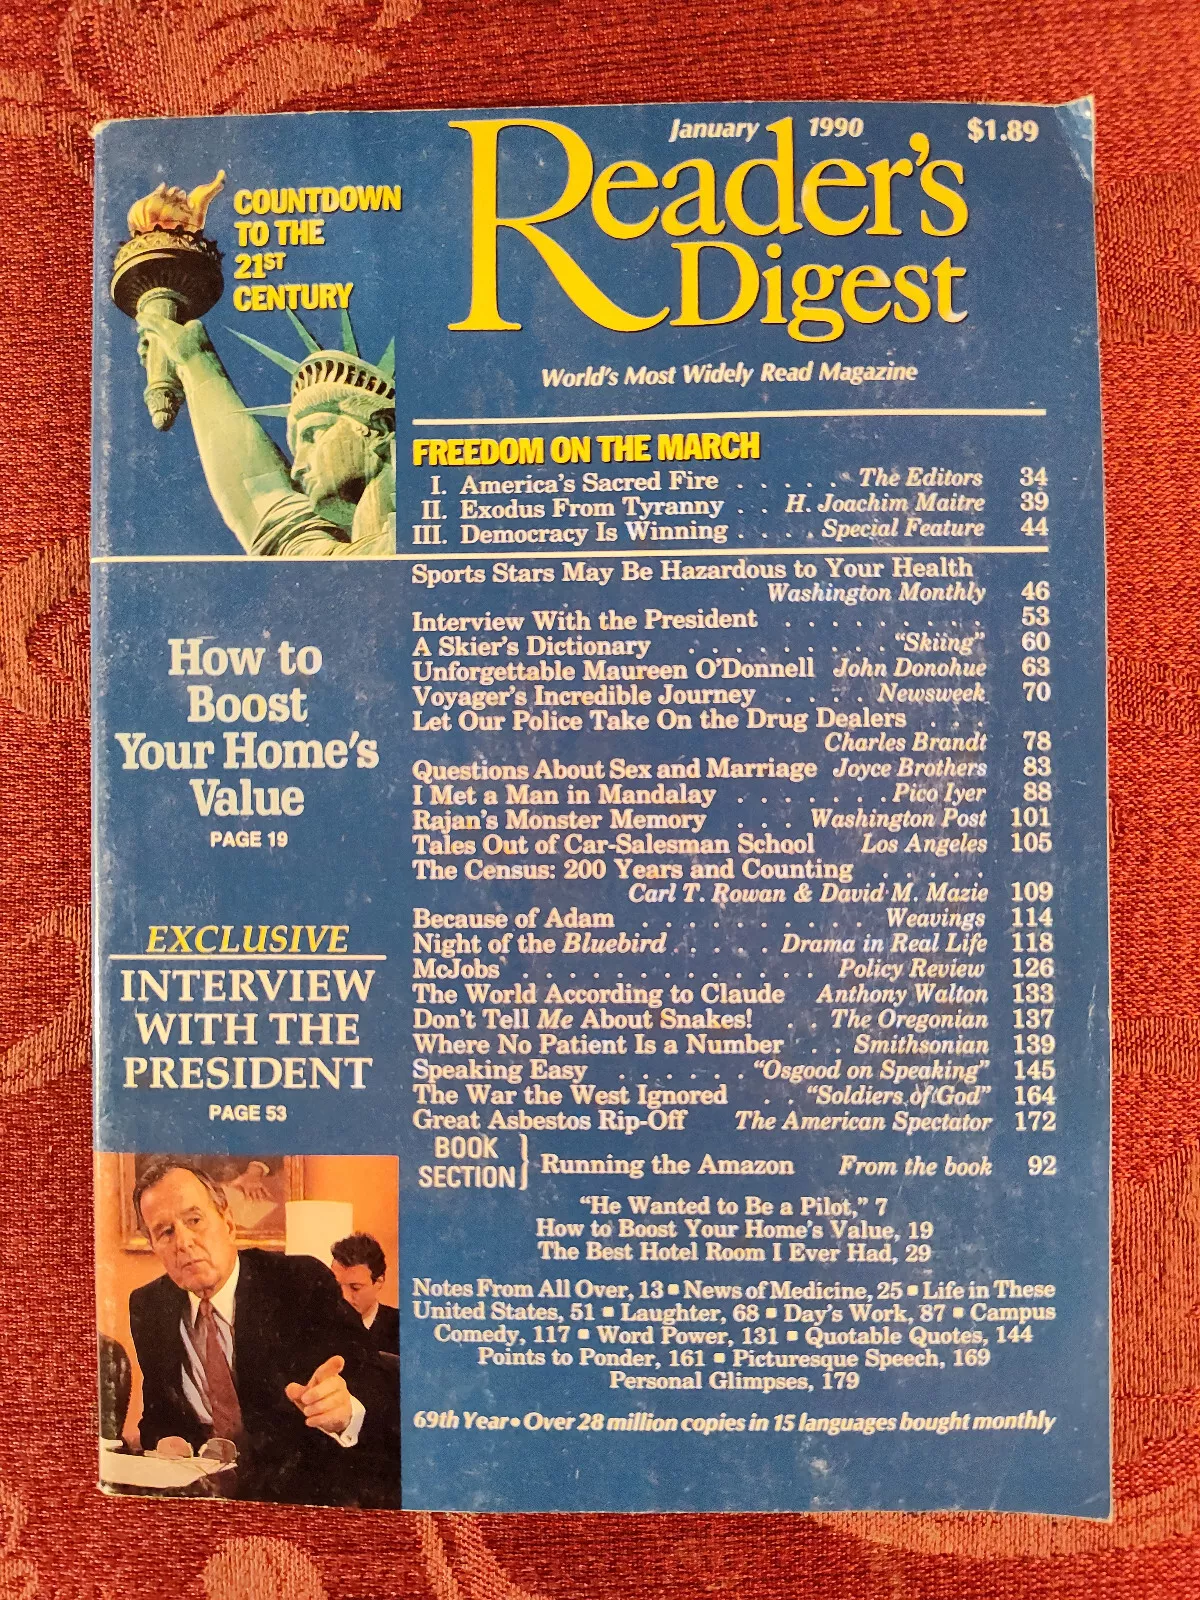 January 1990 $1.89
Reader's
Digest
World's Most Widely Read Magazine
COUNTDOWN
TO THE
21ST
CENTURY
FREEDOM ON THE MARCH
I. America's Sacred Fire . . . . . . The Editors 34
II. Exodus From Tyranny . . H. Joachim Maitre 39
III. Democracy Is Winning . . . . Special Feature 44
Sports Stars May Be Hazardous to Your Health
Washington Monthly 46
Interview With the President . . . . . . . . . 53
A Skier's Dictionary . . . . . . . . . "Skiing" 60
Unforgettable Maureen O'Donnell John Donohue 63
Voyager's Incredible Journey . . . . Newsweek 70
Let Our Police Take On the Drug Dealers . . .
Charles Brandt 78
Questions About Sex and Marriage Joyce Brothers 83
I Met a Man in Mandalay . . . . . . . Pico Iyer 88
Rajan's Monster Memory . . . Washington Post 101
Tales Out of Car-Salesman School Los Angeles 105
The Census: 200 Years and Counting . . . . .
Carl T. Rowan & David M. Mazie 109
Because of Adam . . . . . . . . . . Weavings 114
Night of the Bluebird . . . . . Drama in Real Life 118
McJobs . . . . . . . . . . . . . . Policy Review 126
The World According to Claude Anthony Walton 133
Don't Tell Me About Snakes! . . The Oregonian 137
Where No Patient Is a Number . . . Smithsonian 139
Speaking Easy . . . . . . . "Osgood on Speaking" 145
The War the West Ignored . . "Soldiers of God" 164
Great Asbestos Rip-Off The American Spectator 172
BOOK
SECTION } Running the Amazon From the book 92
"He Wanted to Be a Pilot," 7
How to Boost Your Home's Value, 19
The Best Hotel Room I Ever Had, 29
Notes From All Over, 13 ▪ News of Medicine, 25 ▪ Life in These
United States, 51 ▪ Laughter, 68 ▪ Day's Work, 87 ▪ Campus
Comedy, 117 ▪ Word Power, 131 ▪ Quotable Quotes, 144
Points to Ponder, 161 ▪ Picturesque Speech, 169
Personal Glimpses, 179
69th Year • Over 28 million copies in 15 languages bought monthly
How to
Boost
Your Home's
Value
PAGE 19
EXCLUSIVE
INTERVIEW
WITH THE
PRESIDENT
PAGE 53